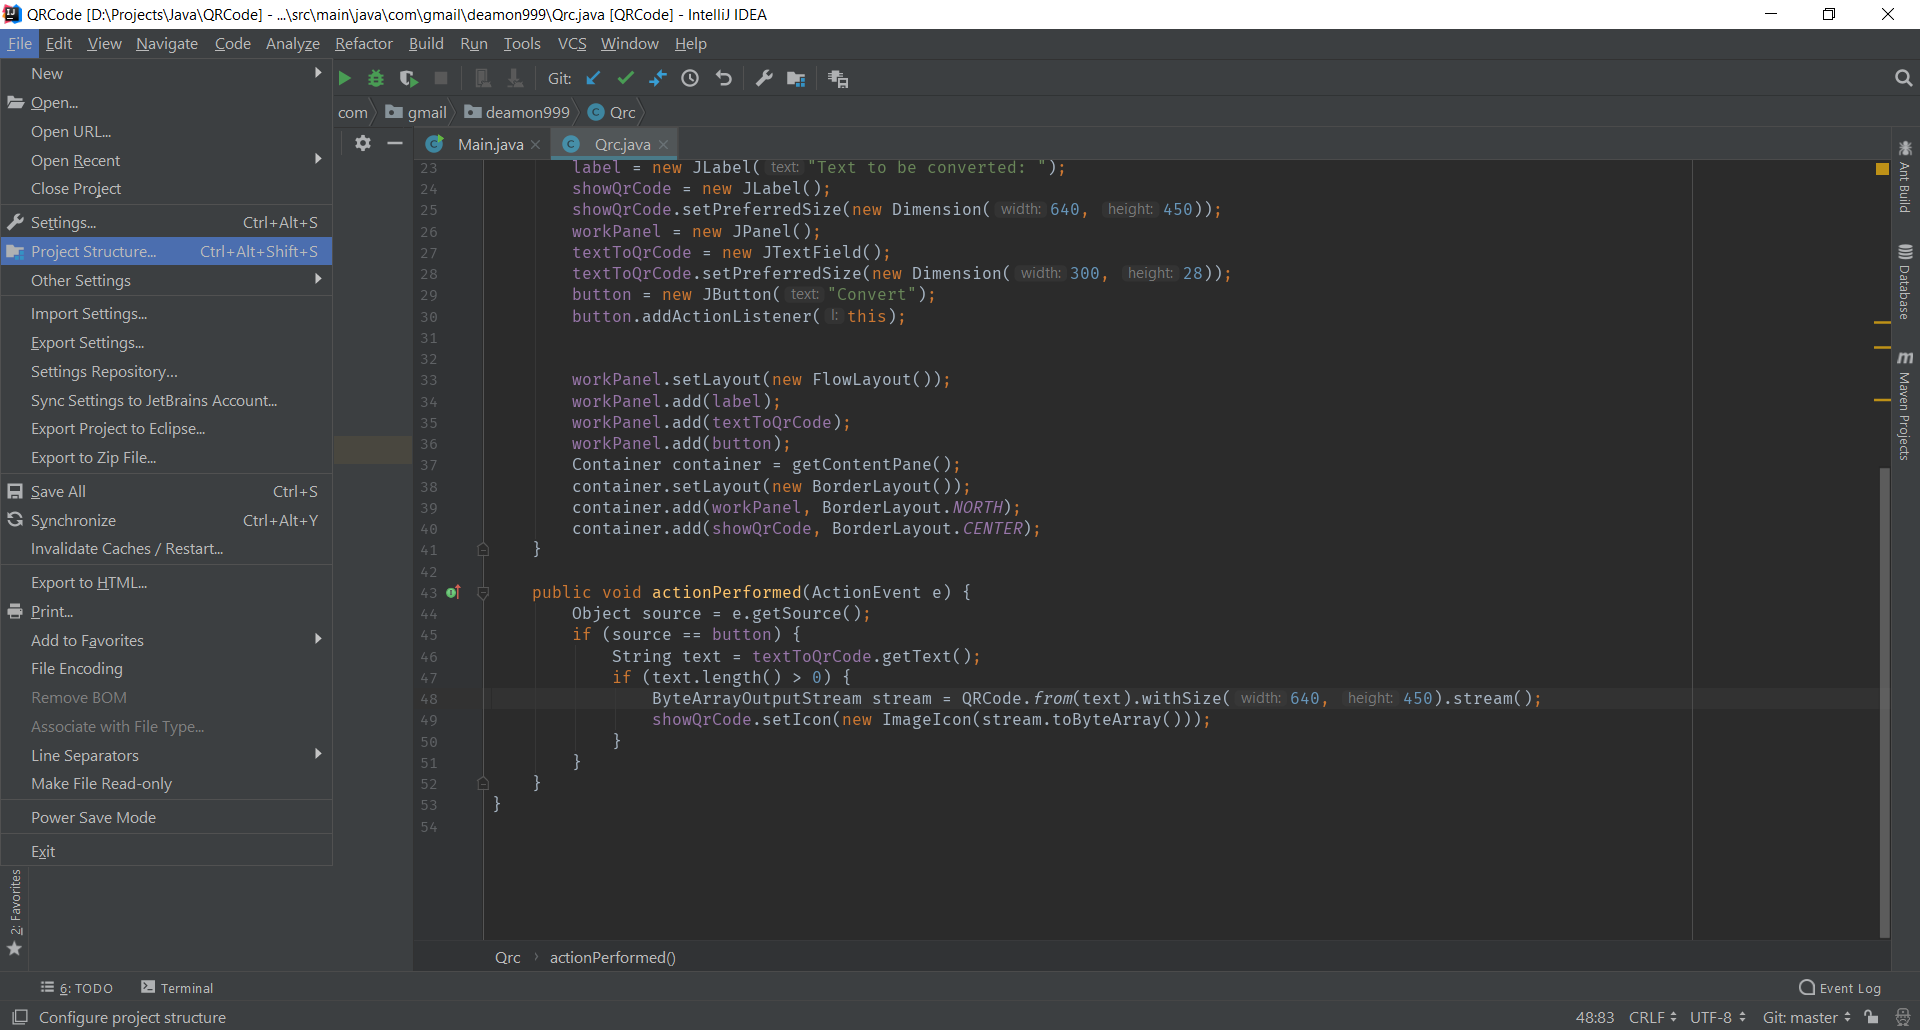 QRCode [D:\Projects\Java\QRCode] - ...\src\main\java\com\gmail\deamon999\Qrc.java [QRCode] - IntelliJ IDEA
File Edit View Navigate Code Analyze Refactor Build Run Tools VCS Window Help
New
Open...
Open URL...
Open Recent
Close Project
Settings... Ctrl+Alt+S
Project Structure... Ctrl+Alt+Shift+S
Other Settings
Import Settings...
Export Settings...
Settings Repository...
Sync Settings to JetBrains Account...
Export Project to Eclipse...
Export to Zip File...
Save All Ctrl+S
Synchronize Ctrl+Alt+Y
Invalidate Caches / Restart...
Export to HTML...
Print...
Add to Favorites
File Encoding
Remove BOM
Associate with File Type...
Line Separators
Make File Read-only
Power Save Mode
Exit
Git:
com gmail deamon999 Qrc
Main.java Qrc.java
23 label = new JLabel( text: "Text to be converted: ");
24 showQrCode = new JLabel();
25 showQrCode.setPreferredSize(new Dimension( width: 640, height: 450));
26 workPanel = new JPanel();
27 textToQrCode = new JTextField();
28 textToQrCode.setPreferredSize(new Dimension( width: 300, height: 28));
29 button = new JButton( text: "Convert");
30 button.addActionListener( l: this);
31
32
33 workPanel.setLayout(new FlowLayout());
34 workPanel.add(label);
35 workPanel.add(textToQrCode);
36 workPanel.add(button);
37 Container container = getContentPane();
38 container.setLayout(new BorderLayout());
39 container.add(workPanel, BorderLayout.NORTH);
40 container.add(showQrCode, BorderLayout.CENTER);
41 }
42
43 public void actionPerformed(ActionEvent e) {
44 Object source = e.getSource();
45 if (source == button) {
46 String text = textToQrCode.getText();
47 if (text.length() > 0) {
48 ByteArrayOutputStream stream = QRCode.from(text).withSize( width: 640, height: 450).stream();
49 showQrCode.setIcon(new ImageIcon(stream.toByteArray()));
50 }
51 }
52 }
53 }
54
Qrc actionPerformed()
Ant Build
Database
Maven Projects
2: Favorites
6: TODO Terminal Event Log
Configure project structure 48:83 CRLF UTF-8 Git: master